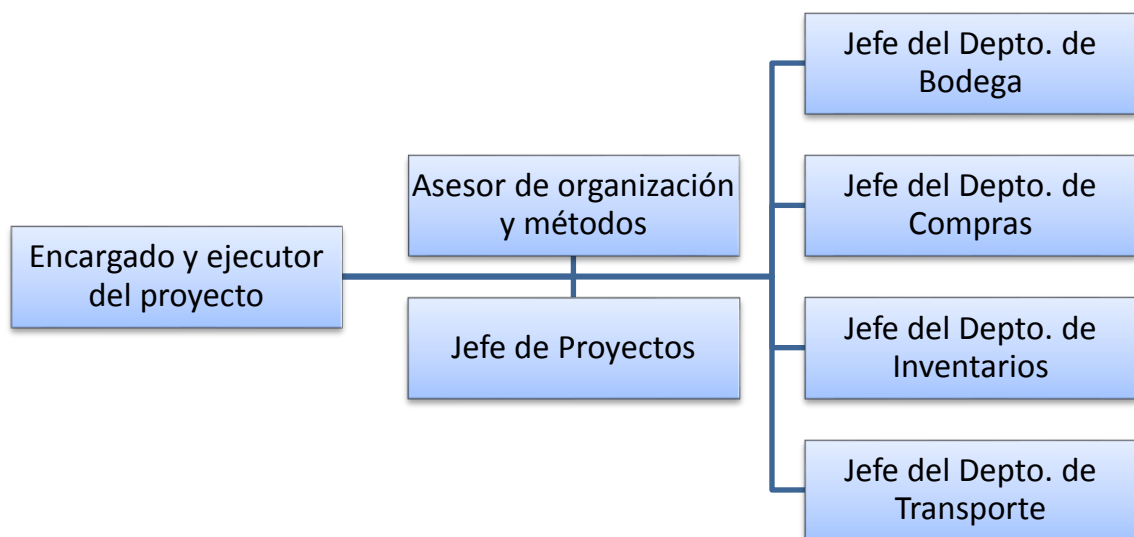 Encargado y ejecutor
del proyecto
Asesor de organización
y métodos
Jefe de Proyectos
Jefe del Depto. de
Bodega
Jefe del Depto. de
Compras
Jefe del Depto. de
Inventarios
Jefe del Depto. de
Transporte